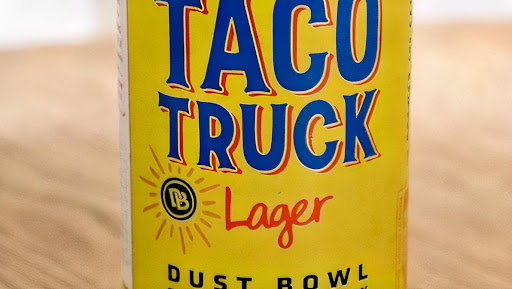 TACO
TRUCK
DB
Lager
DUST BOWL